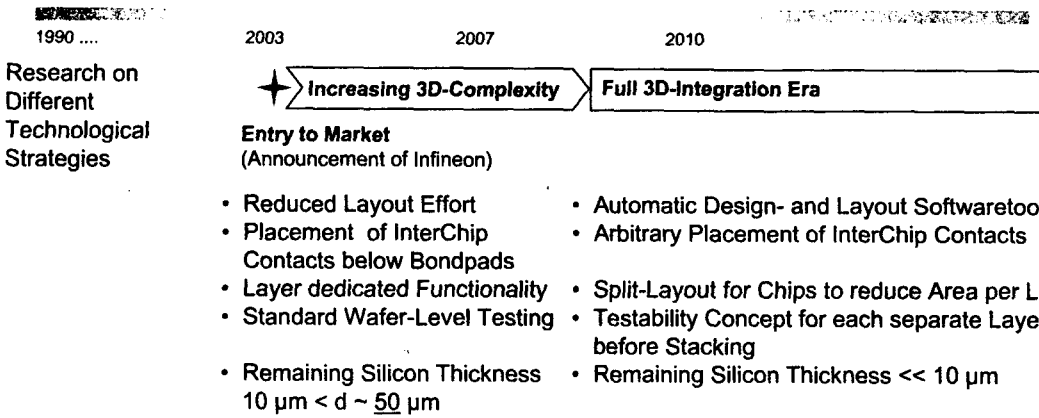 1990 ....
2003
2007
2010
Research on
Different
Technological
Strategies
Increasing 3D-Complexity
Full 3D-Integration Era
Entry to Market
(Announcement of Infineon)
• Reduced Layout Effort
• Placement of InterChip
Contacts below Bondpads
• Layer dedicated Functionality
• Standard Wafer-Level Testing
• Remaining Silicon Thickness
10 µm < d ~ 50 µm
• Automatic Design- and Layout Softwaretoo
• Arbitrary Placement of InterChip Contacts
• Split-Layout for Chips to reduce Area per L
• Testability Concept for each separate Laye
before Stacking
• Remaining Silicon Thickness << 10 µm